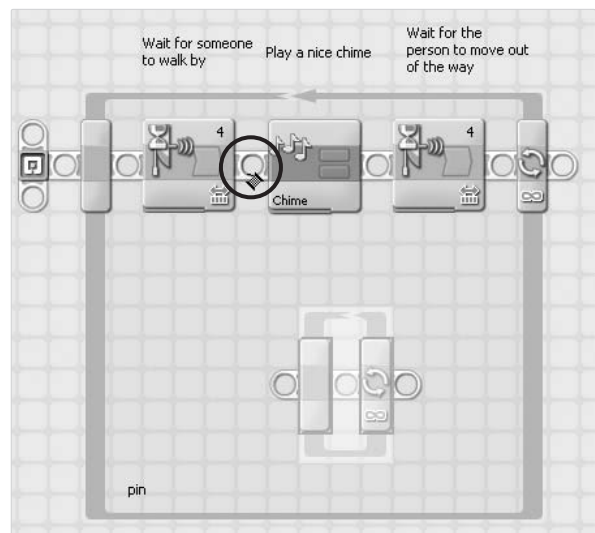 Wait for someone
to walk by
Play a nice chime
Wait for the
person to move out
of the way
4
4
Chime
pin